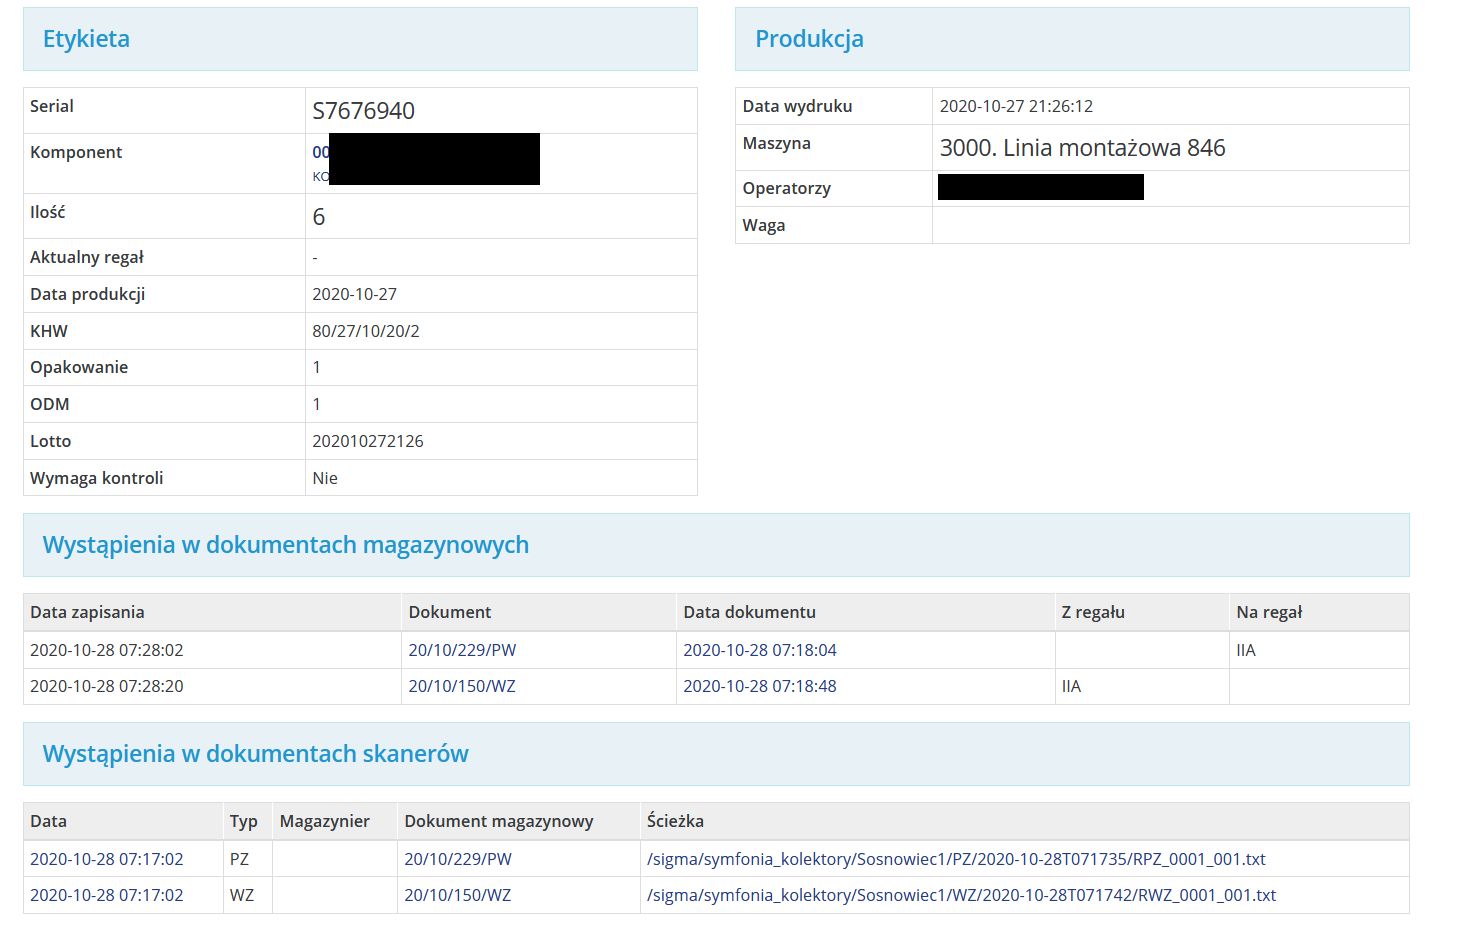 Etykieta
Serial S7676940
Komponent 00
KO
Ilość 6
Aktualny regał -
Data produkcji 2020-10-27
KHW 80/27/10/20/2
Opakowanie 1
ODM 1
Lotto 202010272126
Wymaga kontroli Nie
Produkcja
Data wydruku 2020-10-27 21:26:12
Maszyna 3000. Linia montażowa 846
Operatorzy
Waga
Wystąpienia w dokumentach magazynowych
Data zapisania Dokument Data dokumentu Z regału Na regał
2020-10-28 07:28:02 20/10/229/PW 2020-10-28 07:18:04 IIA
2020-10-28 07:28:20 20/10/150/WZ 2020-10-28 07:18:48 IIA
Wystąpienia w dokumentach skanerów
Data Typ Magazynier Dokument magazynowy Ścieżka
2020-10-28 07:17:02 PZ 20/10/229/PW /sigma/symfonia_kolektory/Sosnowiec1/PZ/2020-10-28T071735/RPZ_0001_001.txt
2020-10-28 07:17:02 WZ 20/10/150/WZ /sigma/symfonia_kolektory/Sosnowiec1/WZ/2020-10-28T071742/RWZ_0001_001.txt